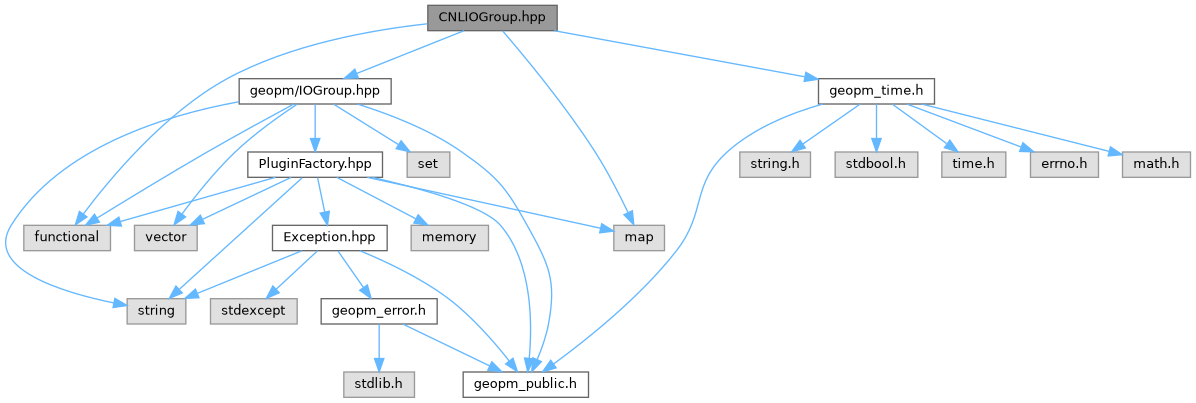 CNLIOGroup.hpp
geopm/IOGroup.hpp
geopm_time.h
PluginFactory.hpp
set
string.h
stdbool.h
time.h
errno.h
math.h
functional
vector
Exception.hpp
memory
map
string
stdexcept
geopm_error.h
stdlib.h
geopm_public.h